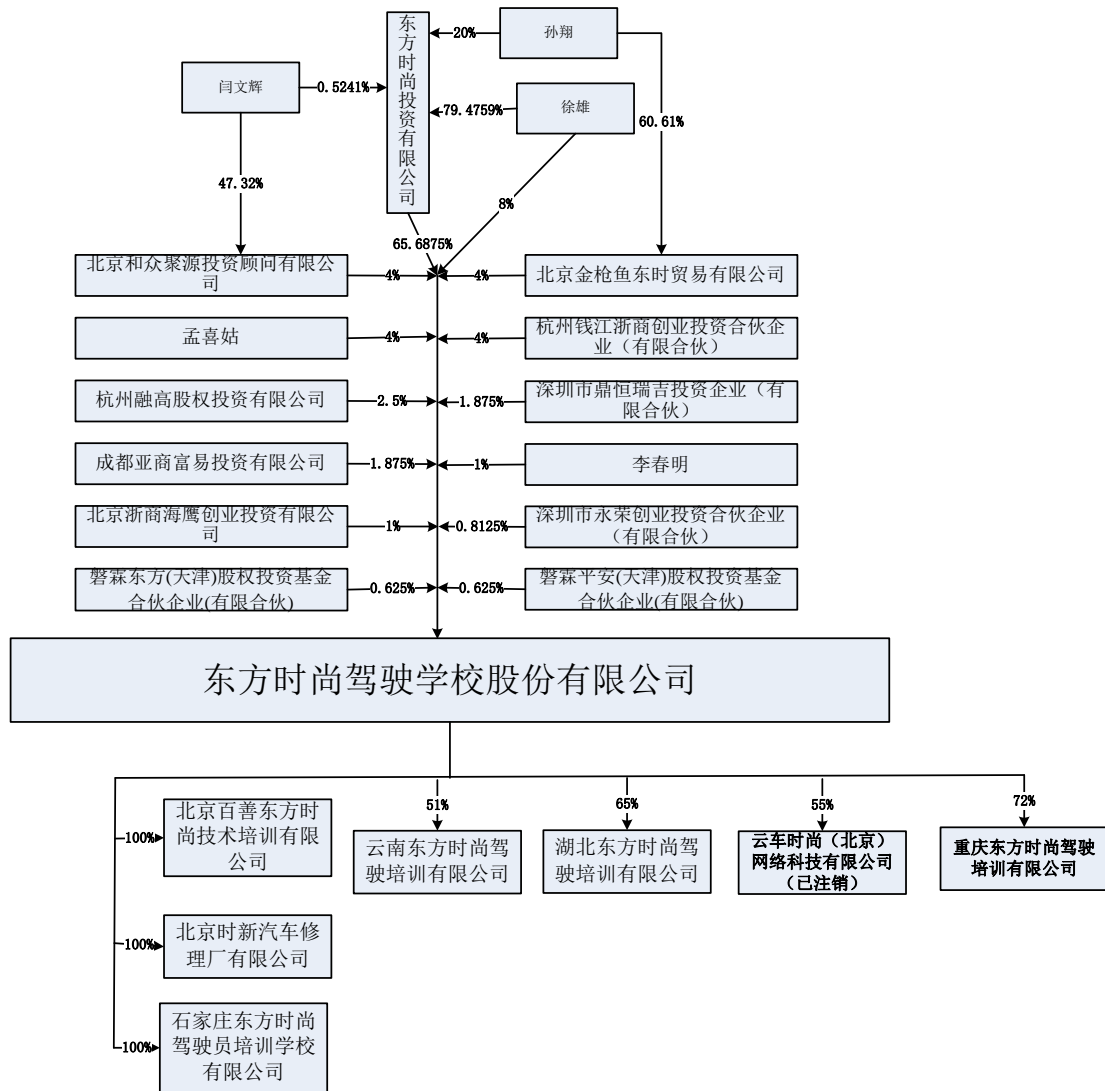 东方时尚投资有限公司
20%
孙翔
闫文辉
0.5241%
79.4759%
徐雄
60.61%
47.32%
8%
65.6875%
北京和众聚源投资顾问有限公
司
4%
4%
北京金枪鱼东时贸易有限公司
孟喜姑
4%
4%
杭州钱江浙商创业投资合伙企
业（有限合伙）
杭州融高股权投资有限公司
2.5%
1.875%
深圳市鼎恒瑞吉投资企业（有
限合伙）
成都亚商富易投资有限公司
1.875%
1%
李春明
北京浙商海鹰创业投资有限公
司
1%
0.8125%
深圳市永荣创业投资合伙企业
（有限合伙）
磐霖东方(天津)股权投资基金
合伙企业(有限合伙)
0.625%
0.625%
磐霖平安(天津)股权投资基金
合伙企业(有限合伙)
东方时尚驾驶学校股份有限公司
51%
65%
55%
72%
100%
北京百善东方时
尚技术培训有限
公司
云南东方时尚驾
驶培训有限公司
湖北东方时尚驾
驶培训有限公司
云车时尚（北京）
网络科技有限公司
（已注销）
重庆东方时尚驾驶
培训有限公司
100%
北京时新汽车修
理厂有限公司
100%
石家庄东方时尚
驾驶员培训学校
有限公司